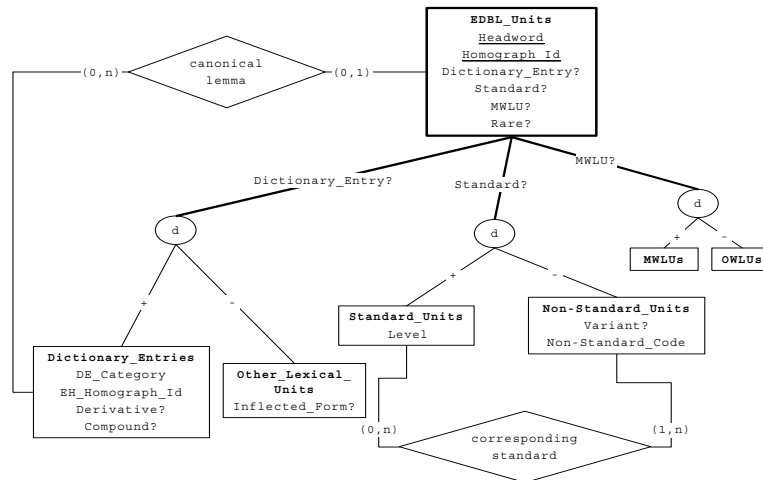 EDBL_Units
Headword
Homograph_Id
Dictionary_Entry?
Standard?
MWLU?
Rare?
(0,n)
canonical
lemma
(0,1)
Dictionary_Entry?
Standard?
MWLU?
d
d
d
+
-
+
-
+
-
MWLUs
OWLUs
Standard_Units
Level
Non-Standard_Units
Variant?
Non-Standard_Code
Dictionary_Entries
DE_Category
EH_Homograph_Id
Derivative?
Compound?
Other_Lexical_
Units
Inflected_Form?
(0,n)
corresponding
standard
(1,n)